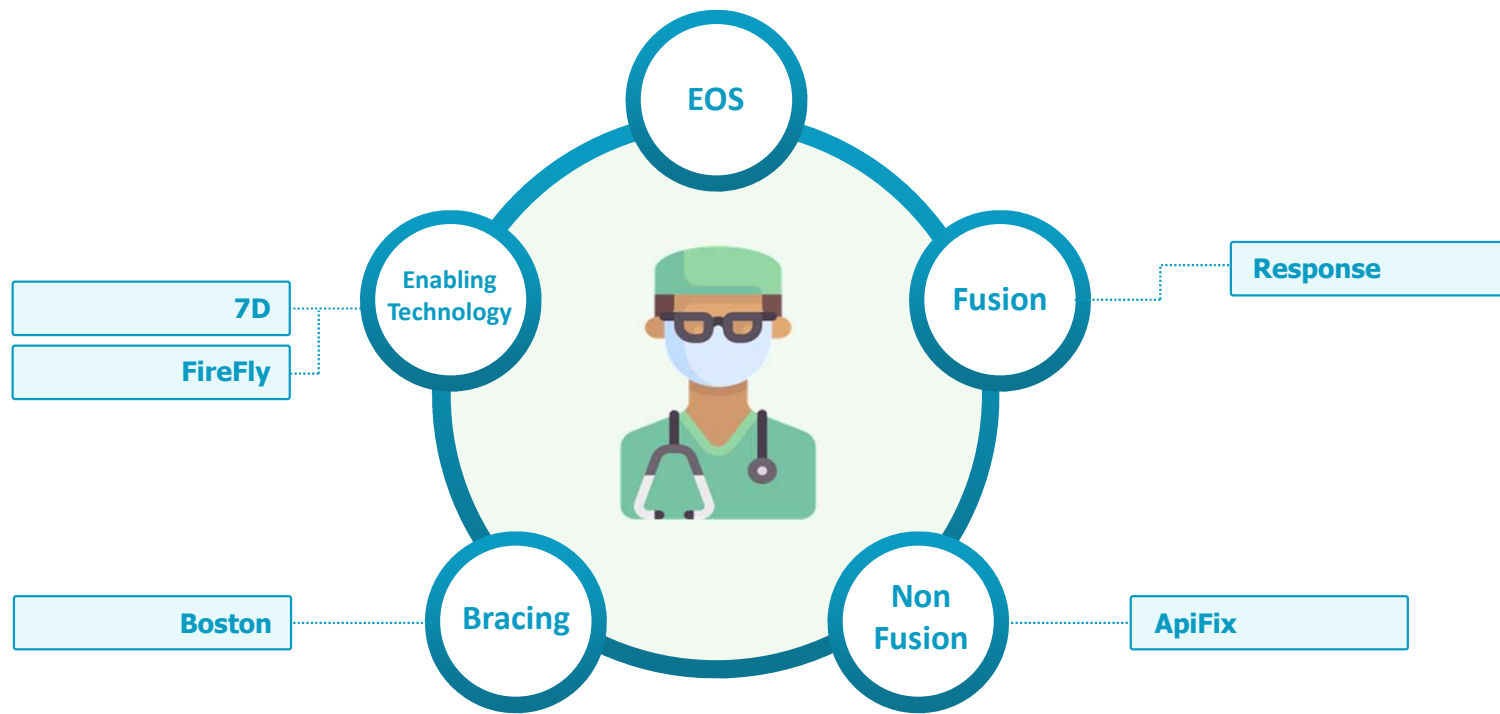 EOS
Enabling
Technology
7D
FireFly
Fusion
Response
Bracing
Boston
Non
Fusion
ApiFix